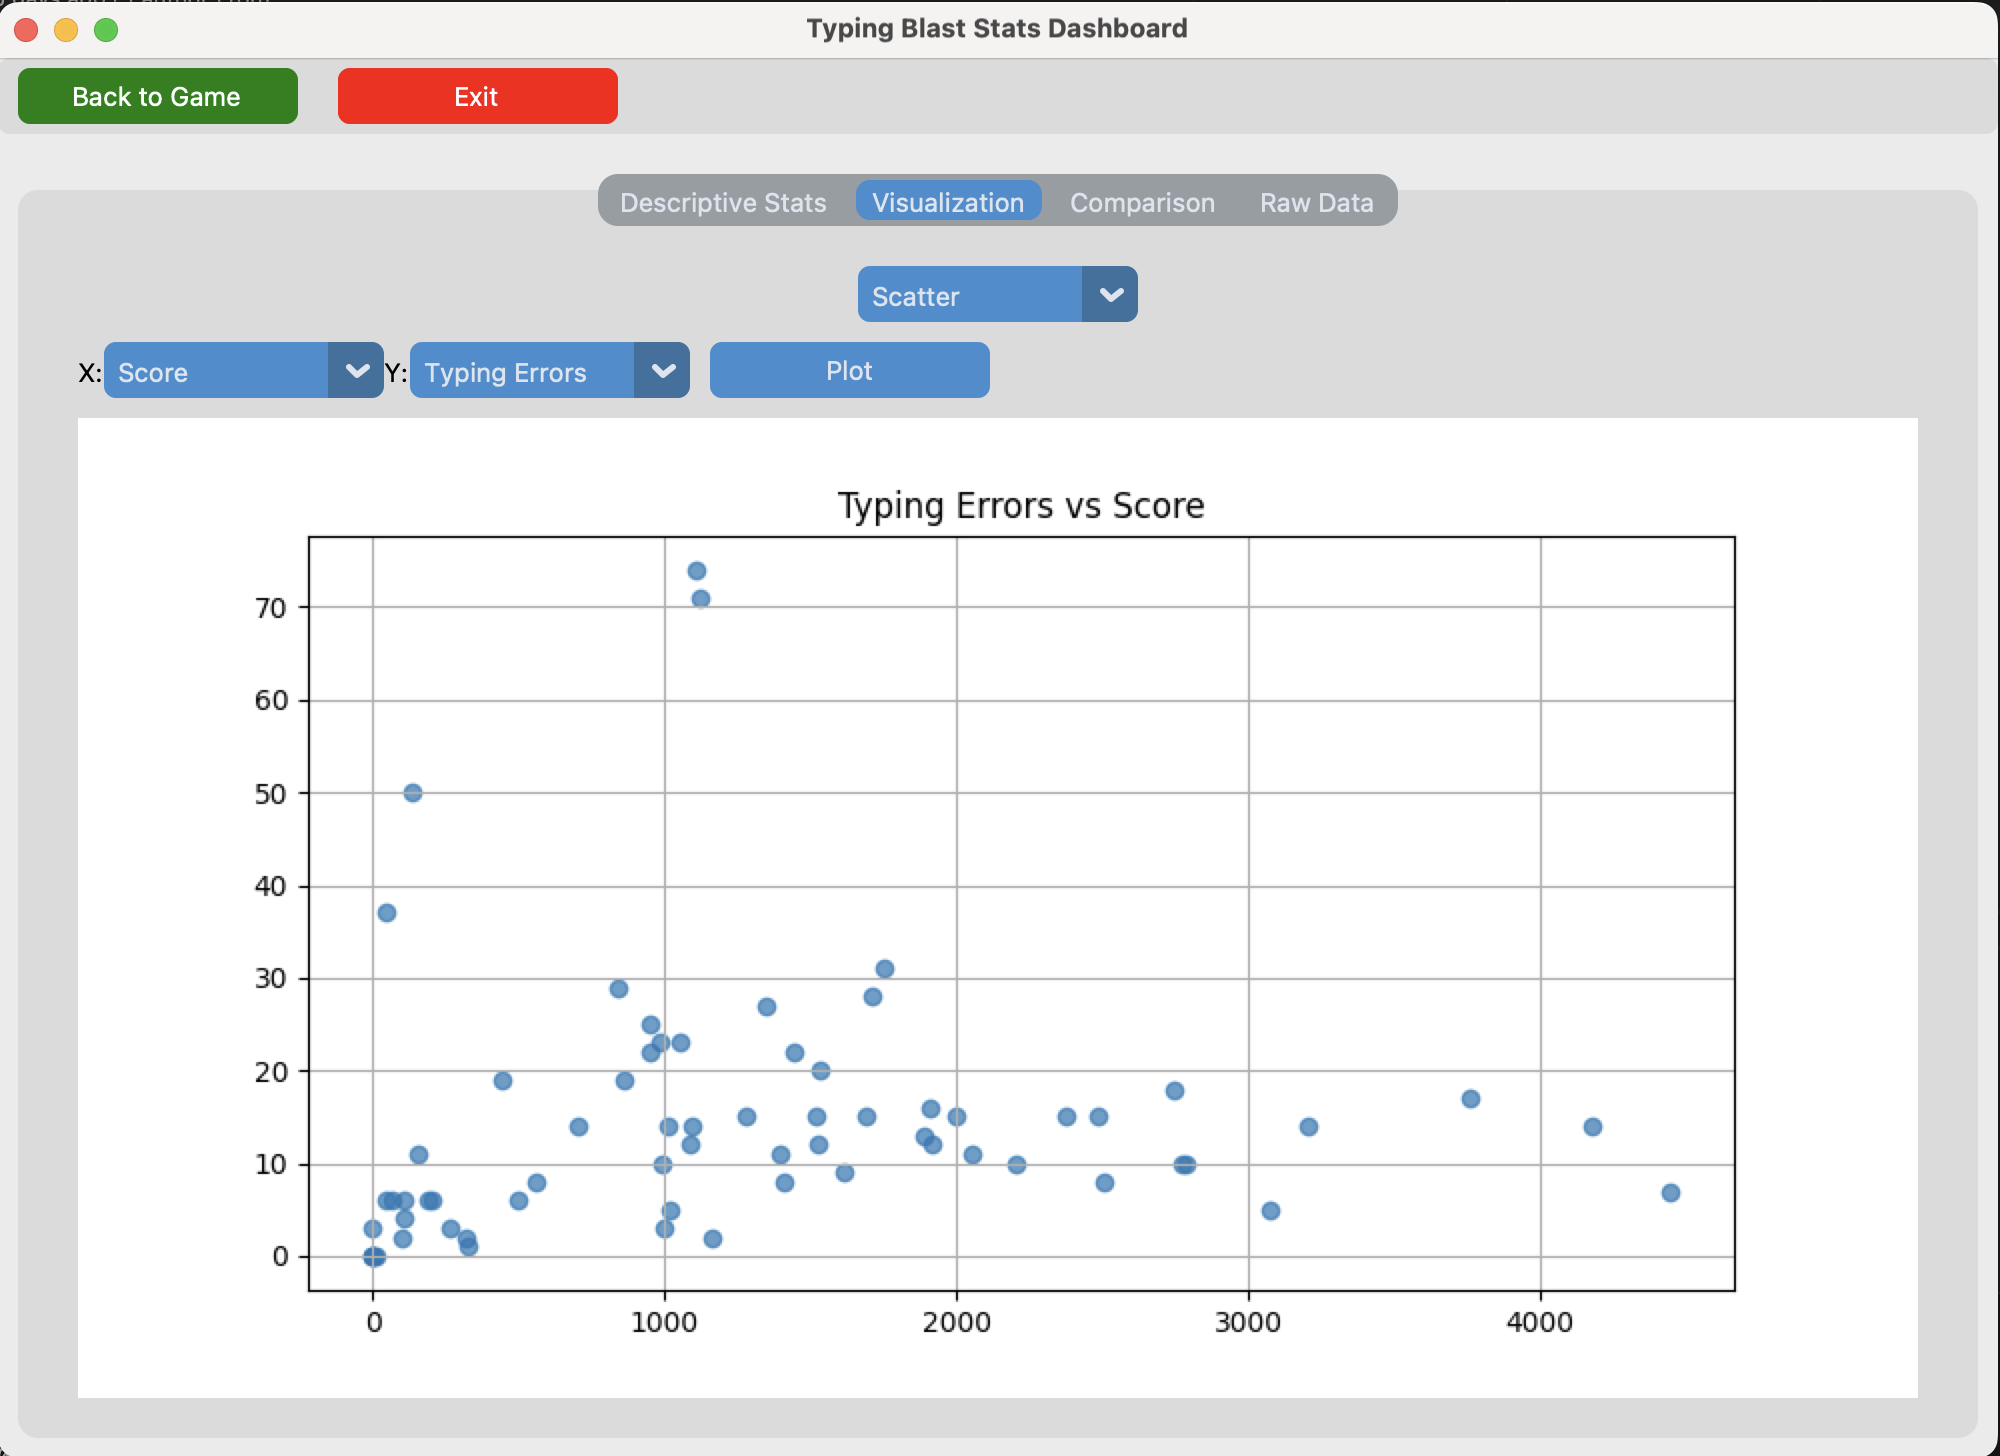 Typing Blast Stats Dashboard
Back to Game Exit
Descriptive Stats Visualization Comparison Raw Data
Scatter
X: Score Y: Typing Errors Plot
Typing Errors vs Score
70
60
50
40
30
20
10
0
0 1000 2000 3000 4000